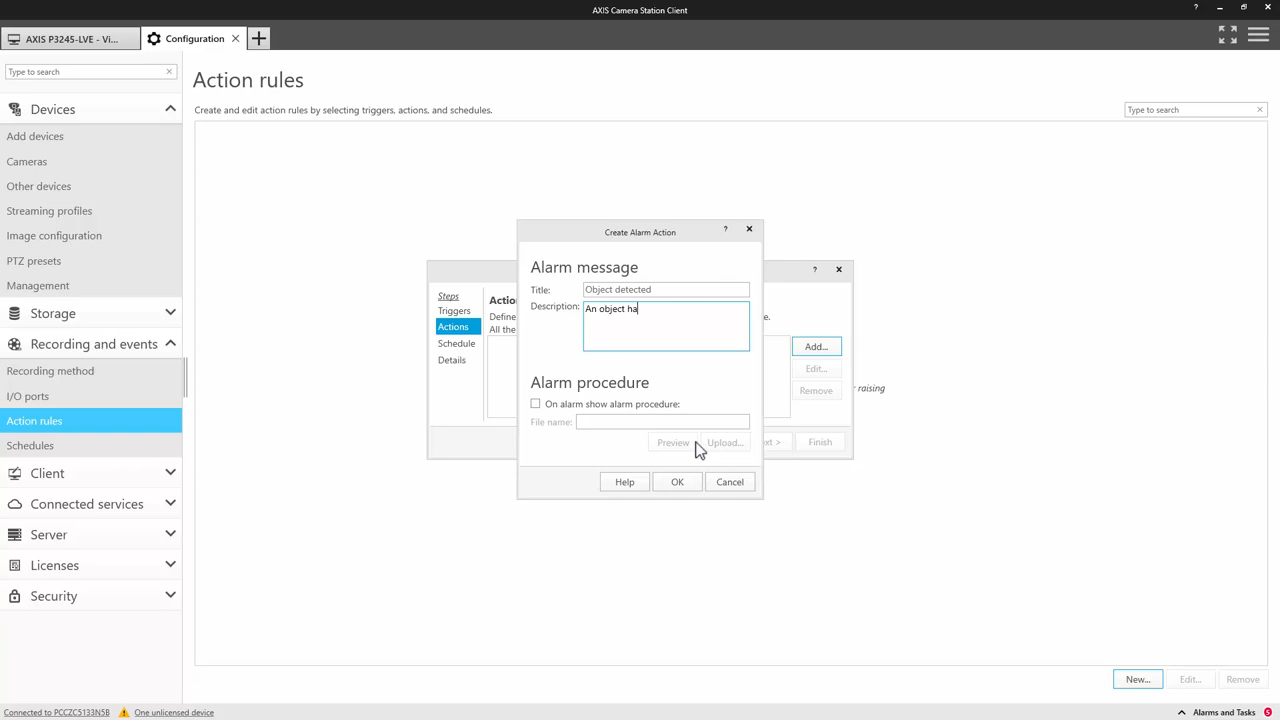 AXIS Camera Station Client
?
AXIS P3245-LVE - Vi...
Configuration
Type to search
Devices
Add devices
Cameras
Other devices
Streaming profiles
Image configuration
PTZ presets
Management
Storage
Recording and events
Recording method
I/O ports
Action rules
Schedules
Client
Connected services
Server
Licenses
Security
Action rules
Create and edit action rules by selecting triggers, actions, and schedules.
Type to search
?
Steps
Triggers
Actions
Schedule
Details
Actio
Define
e.
All the
Add...
Edit...
Remove
r raising
ext >
Finish
Create Alarm Action
?
Alarm message
Title:
Object detected
Description:
An object ha
Alarm procedure
On alarm show alarm procedure:
File name:
Preview
Upload...
Help
OK
Cancel
New...
Edit...
Remove
Connected to PCCZC5133N5B
One unlicensed device
Alarms and Tasks
5